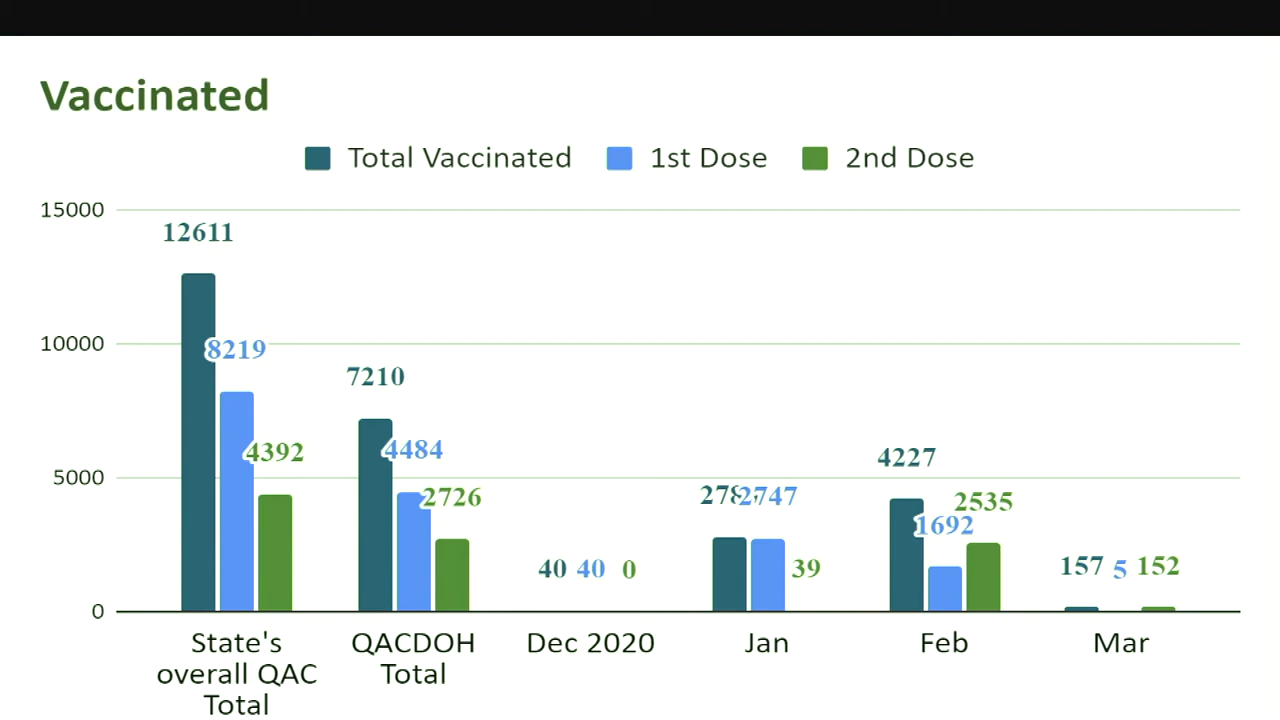 Vaccinated
Total Vaccinated 1st Dose 2nd Dose
15000
12611
10000
8219
7210
4392
4484
5000
2726
4227
2747
2535
1692
40 40 0
39
157 5 152
0
State's overall QAC Total
QACDOH Total
Dec 2020
Jan
Feb
Mar